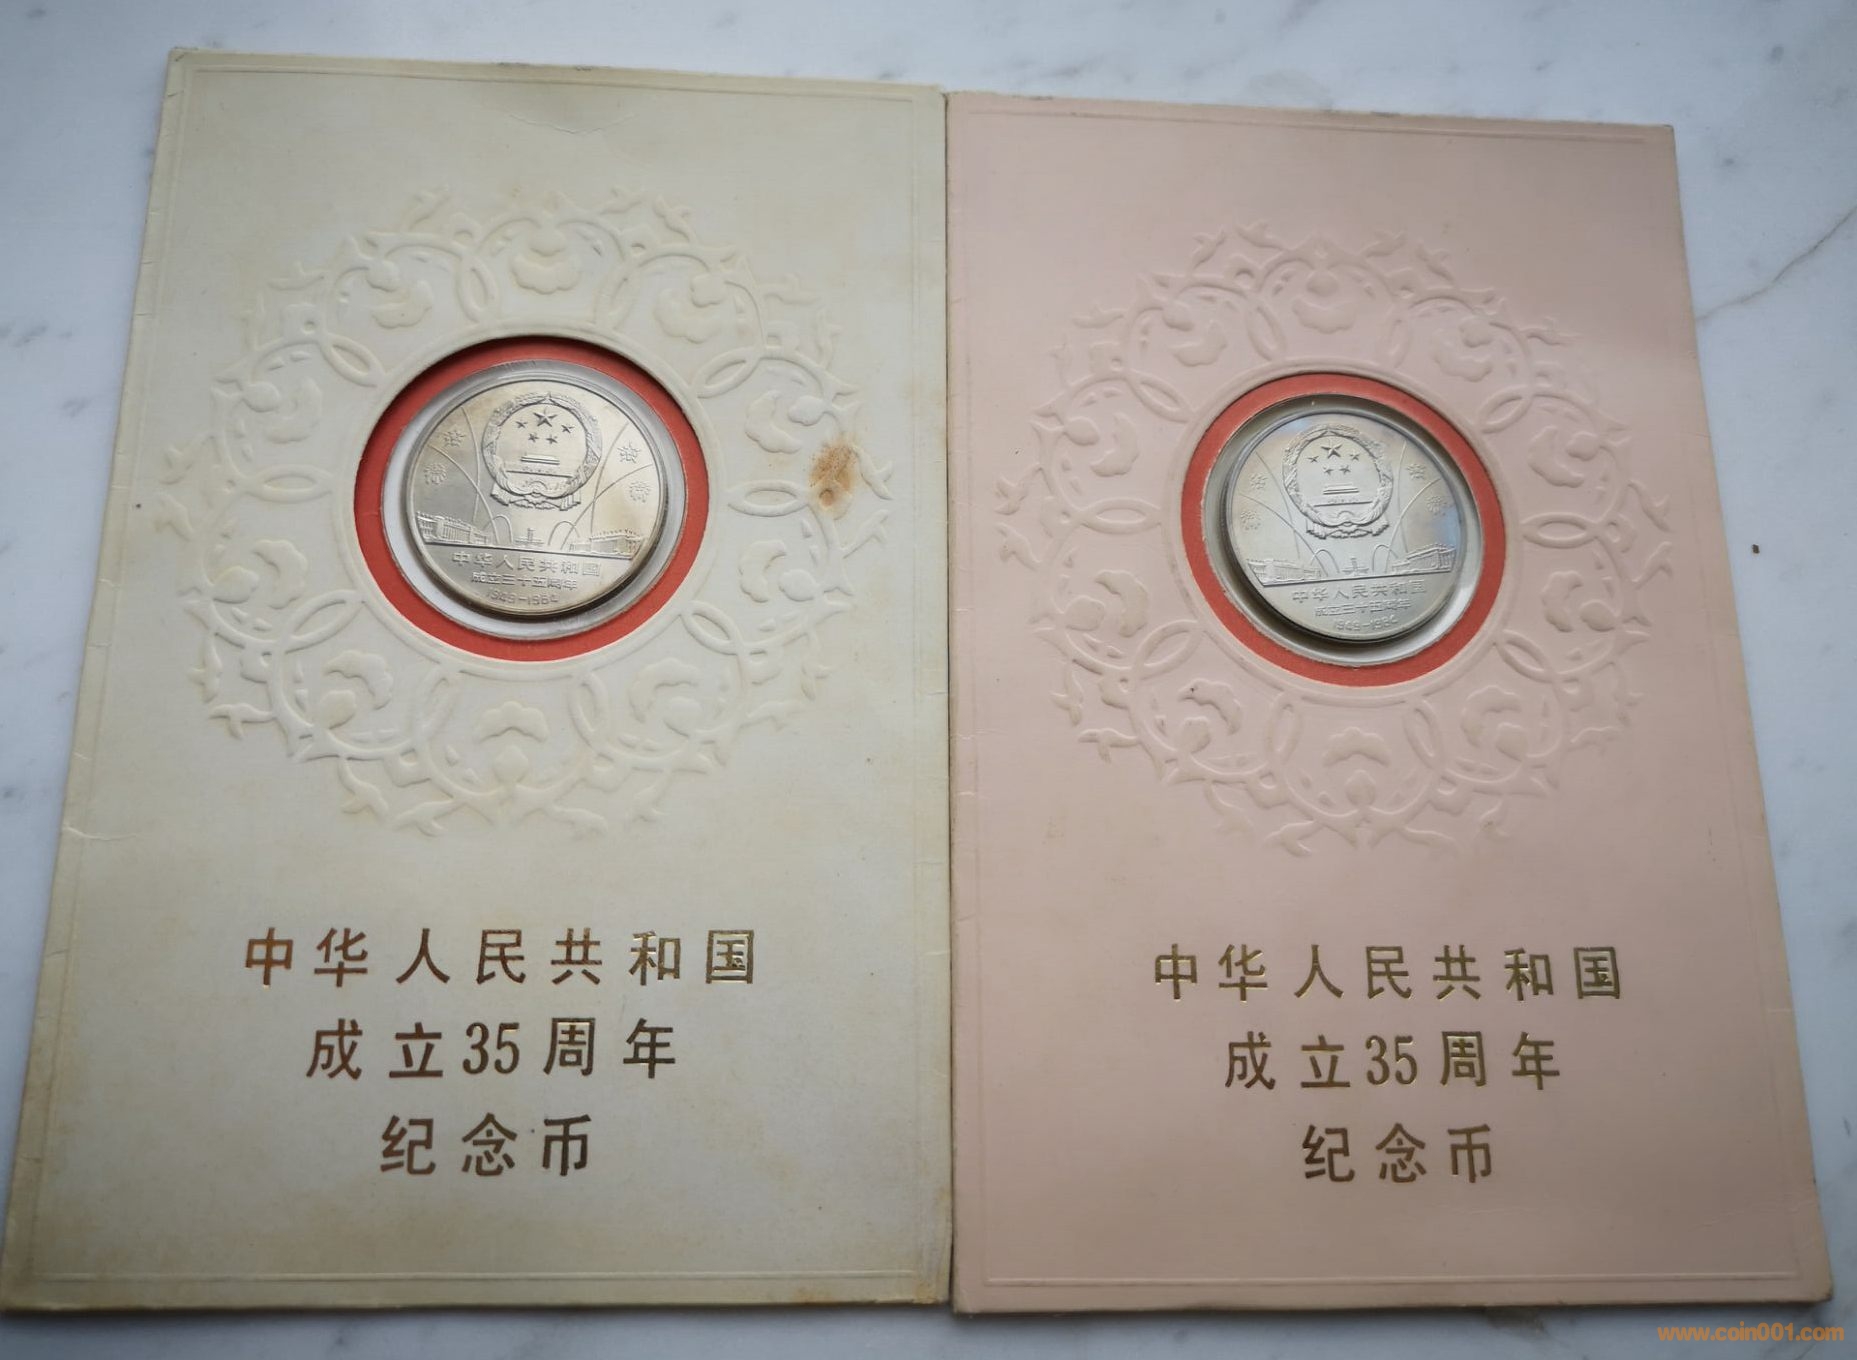 中华人民共和国
成立三十五周年
1949-1984
中华人民共和国
成立35周年
纪念币
中华人民共和国
成立三十五周年
1949-1984
中华人民共和国
成立35周年
纪念币
www.coin001.com